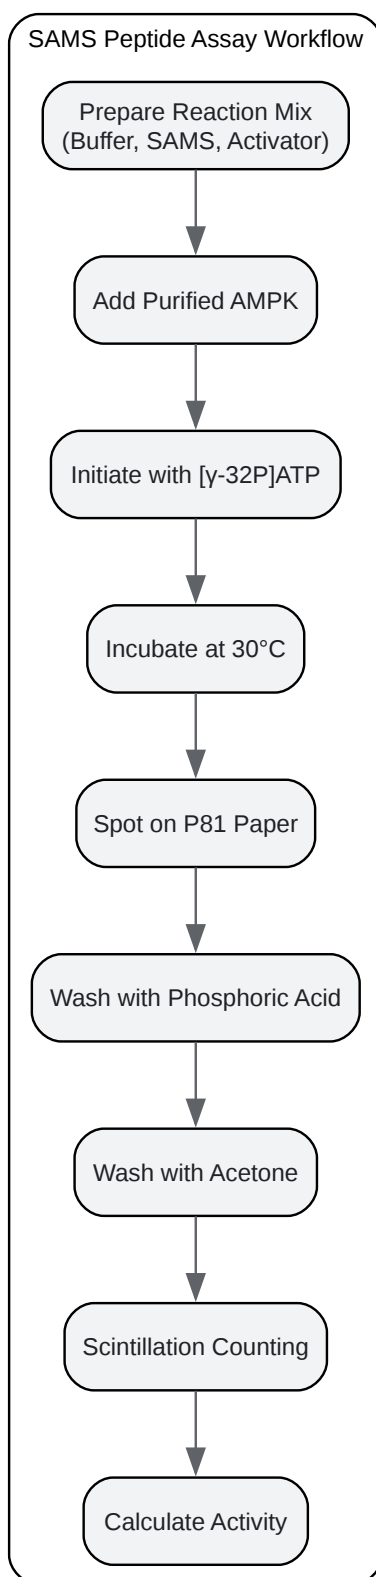 SAMS Peptide Assay Workflow
Prepare Reaction Mix
(Buffer, SAMS, Activator)
Add Purified AMPK
Initiate with [γ-32P]ATP
Incubate at 30°C
Spot on P81 Paper
Wash with Phosphoric Acid
Wash with Acetone
Scintillation Counting
Calculate Activity